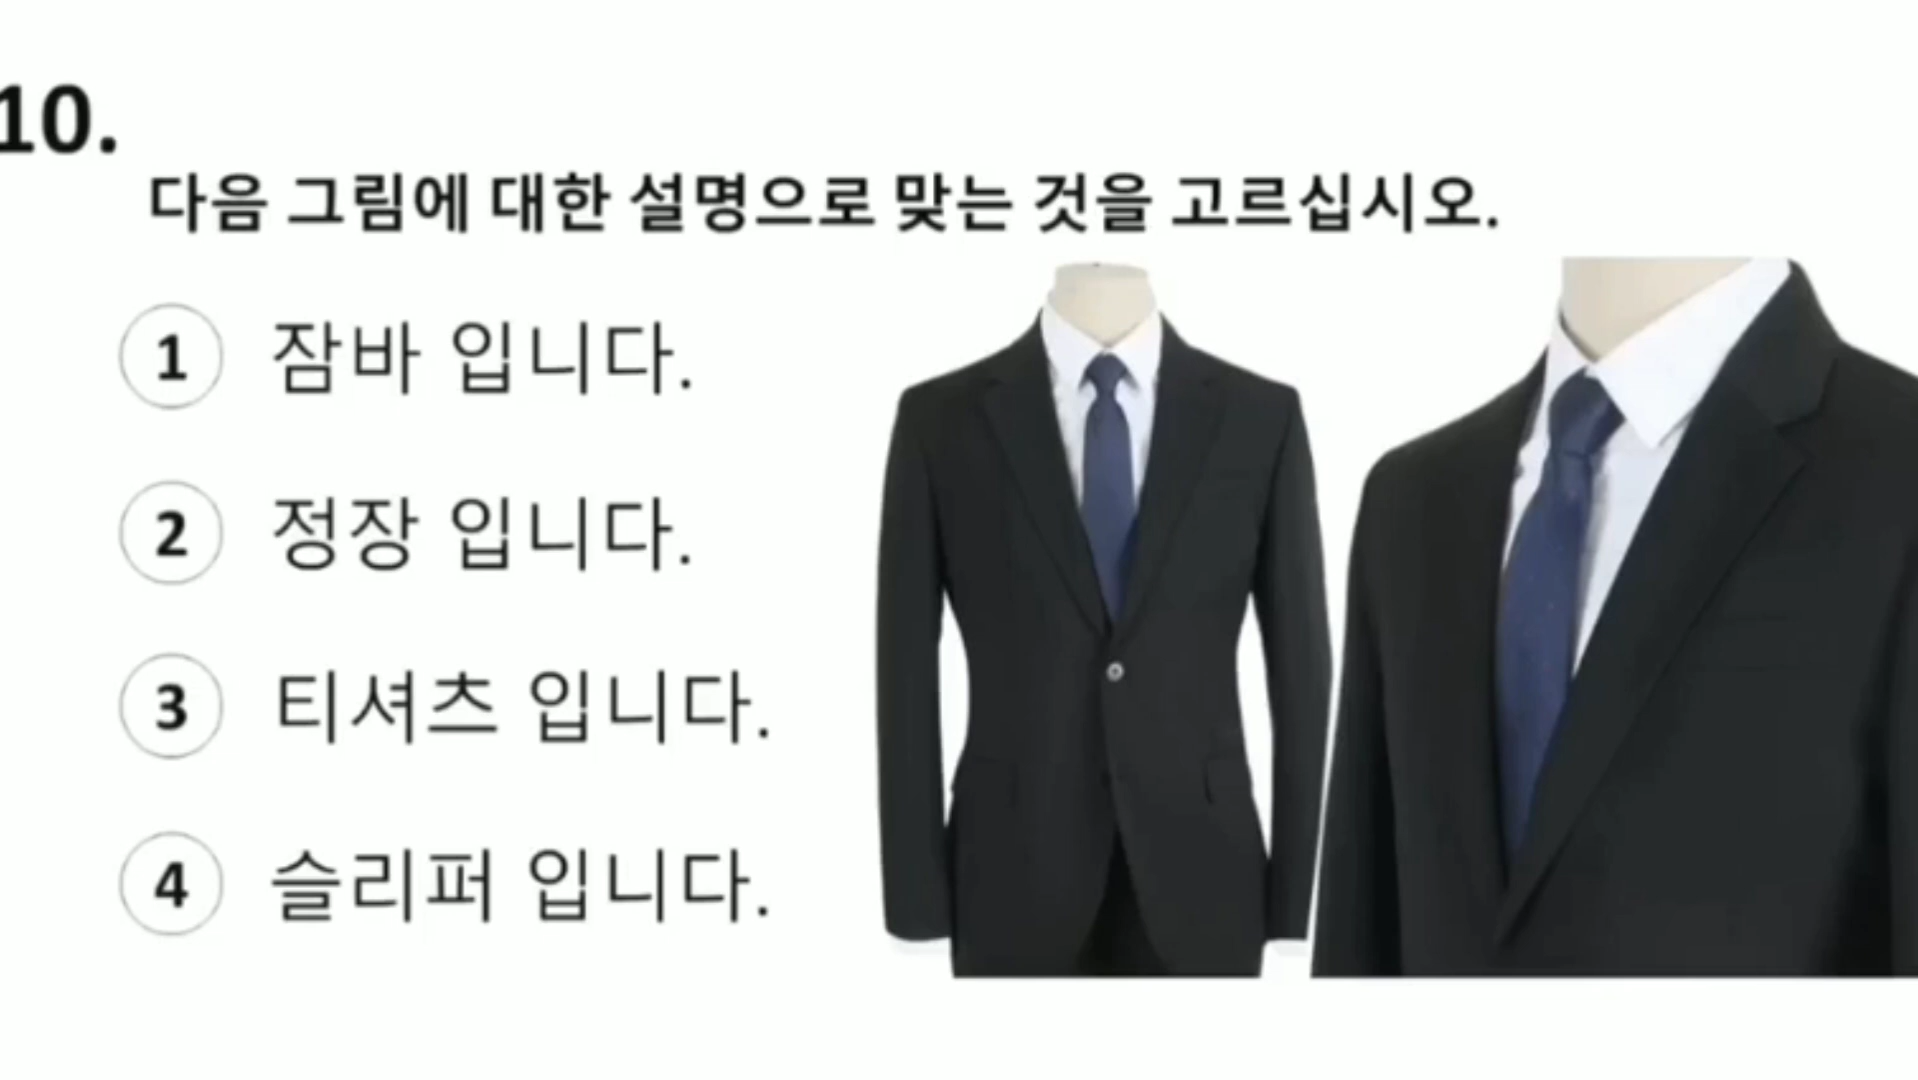 10.
다음 그림에 대한 설명으로 맞는 것을 고르십시오.
1 잠바 입니다.
2 정장 입니다.
3 티셔츠 입니다.
4 슬리퍼 입니다.